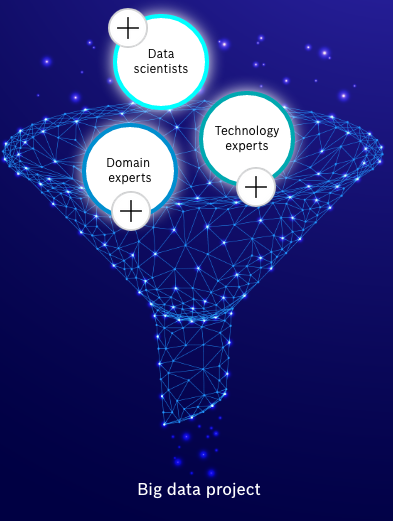 Data
scientists
Technology
experts
Domain
experts
Big data project